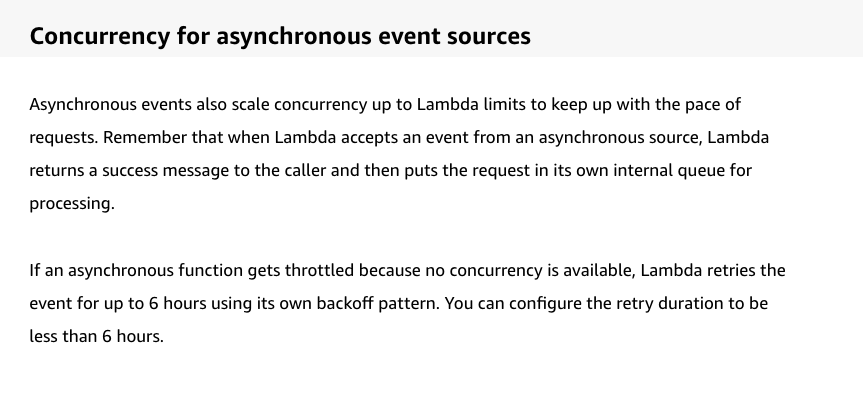 Concurrency for asynchronous event sources
Asynchronous events also scale concurrency up to Lambda limits to keep up with the pace of
requests. Remember that when Lambda accepts an event from an asynchronous source, Lambda
returns a success message to the caller and then puts the request in its own internal queue for
processing.
If an asynchronous function gets throttled because no concurrency is available, Lambda retries the
event for up to 6 hours using its own backoff pattern. You can configure the retry duration to be
less than 6 hours.